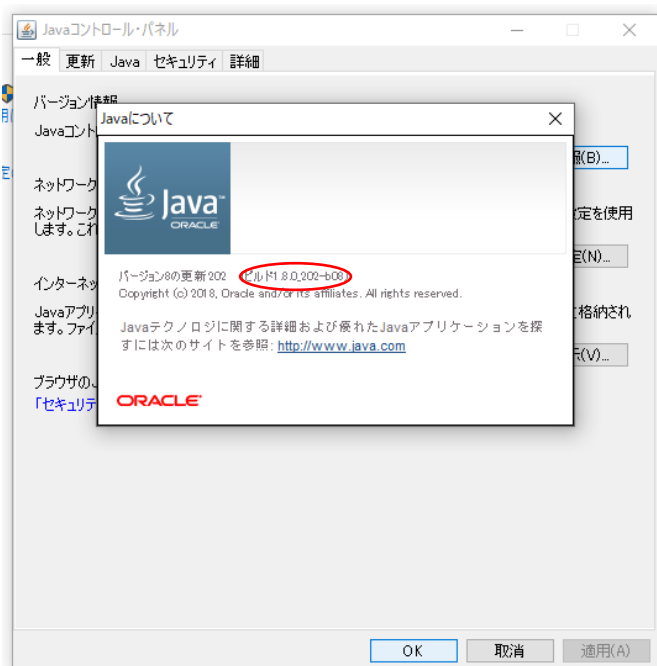 Javaコントロール・パネル
一般 更新 Java セキュリティ 詳細
バージョン情報
Javaコント
報(B)...
ネットワーク
ネットワーク
定を使用
します。これ
定(N)...
インターネッ
Javaアプリ
格納され
ます。ファイ
示(V)...
ブラウザのJ
「セキュリテ
Javaについて
Java
ORACLE
バージョン8の更新202 (ビルド1.8.0_202-b08)
Copyright (c) 2018, Oracle and/or its affiliates. All rights reserved.
Javaテクノロジに関する詳細および優れたJavaアプリケーションを探
すには次のサイトを参照: http://www.java.com
ORACLE
OK 取消 適用(A)